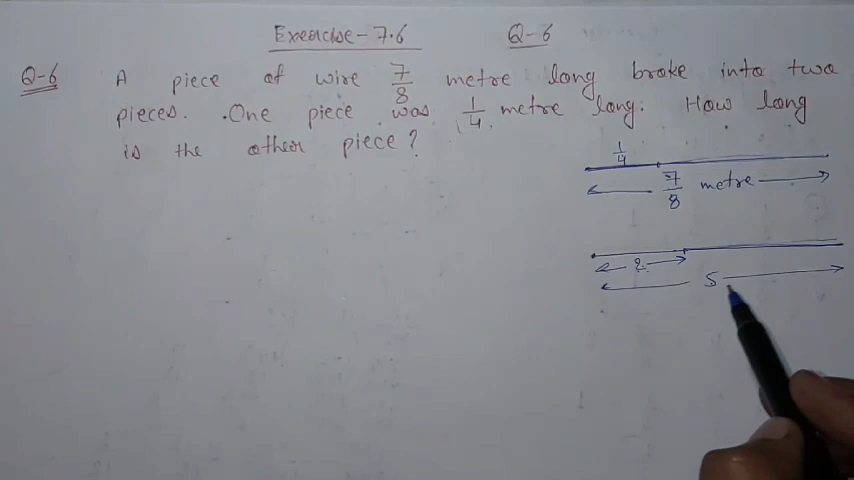 Exercise-7.6 Q-6
Q-6 A piece of wire 7/8 metre long broke into two
pieces. One piece was 1/4 metre long. How long
is the other piece?
1/4
7/8 metre
2
5